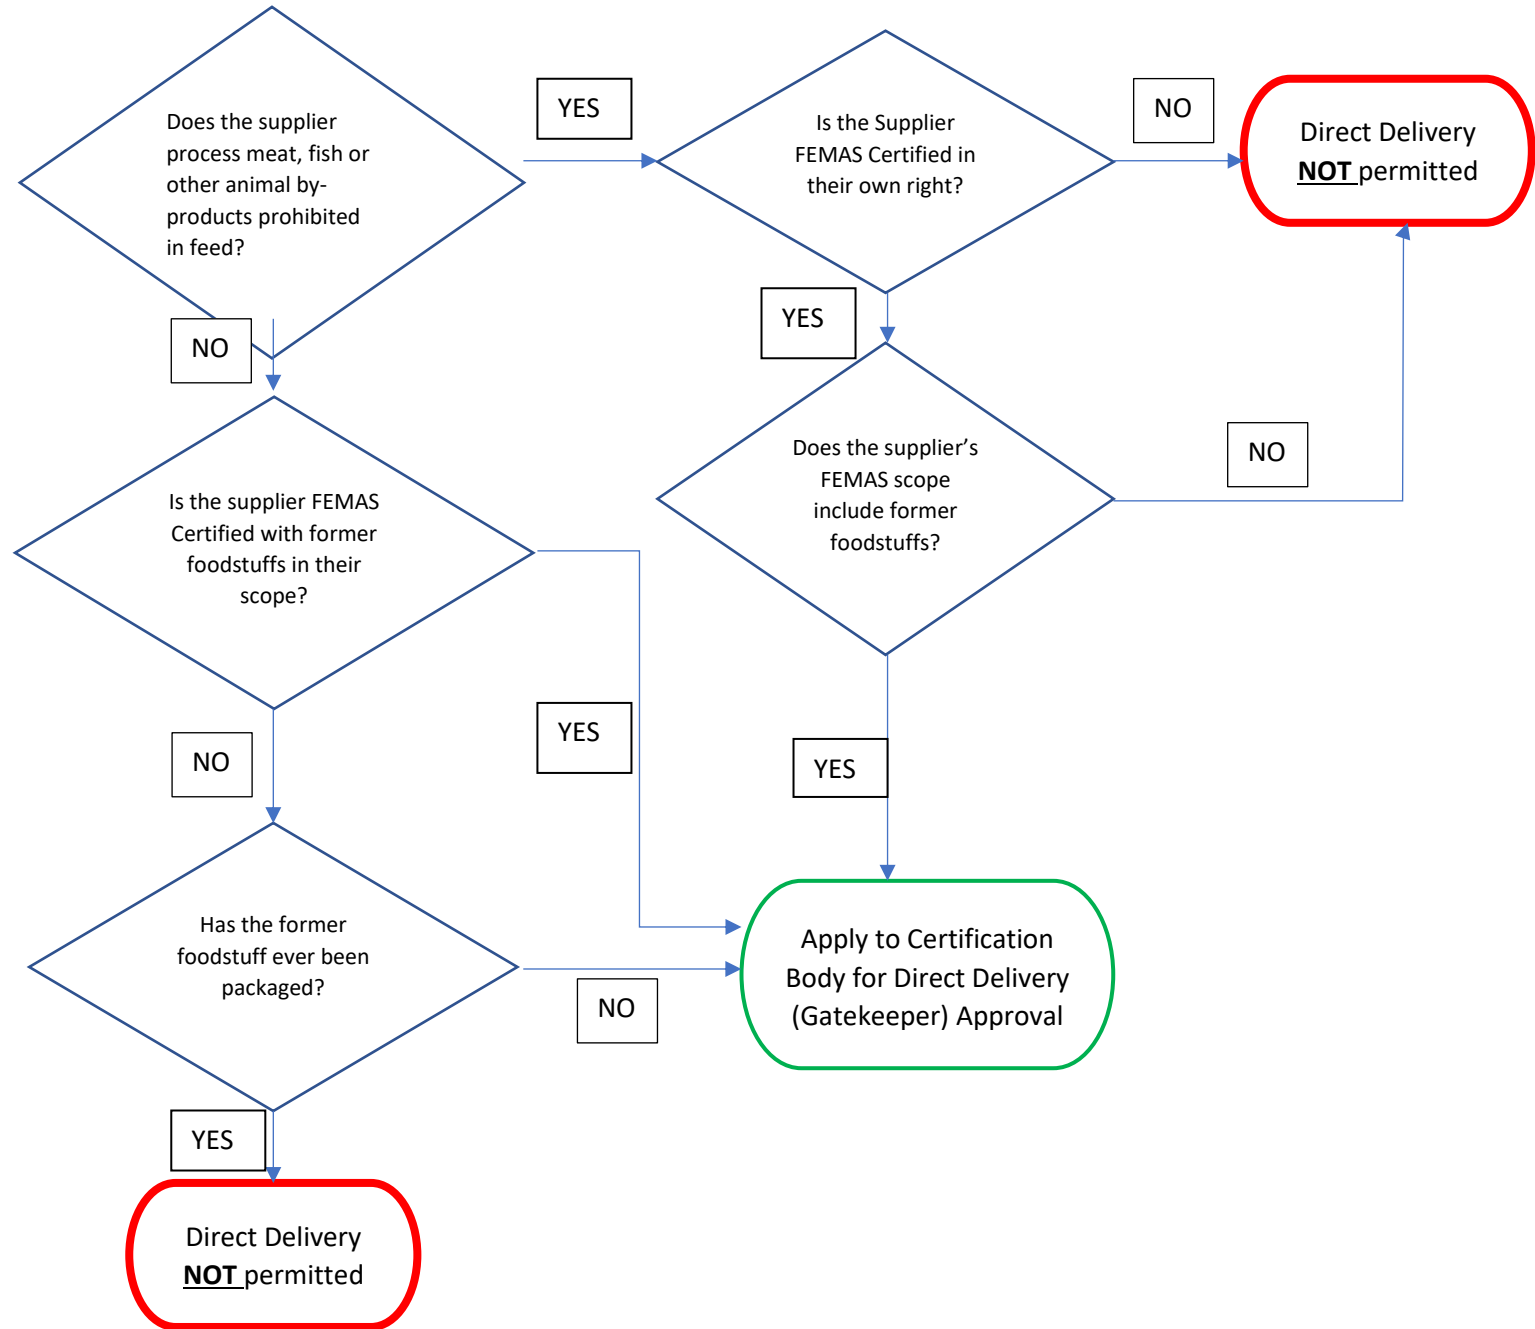 Does the supplier
process meat, fish or
other animal by-
products prohibited
in feed?
YES
Is the Supplier
FEMAS Certified in
their own right?
NO
Direct Delivery
NOT permitted
NO
YES
Does the supplier's
FEMAS scope
include former
foodstuffs?
NO
Is the supplier FEMAS
Certified with former
foodstuffs in their
scope?
YES
NO
YES
Has the former
foodstuff ever been
packaged?
NO
Apply to Certification
Body for Direct Delivery
(Gatekeeper) Approval
YES
Direct Delivery
NOT permitted